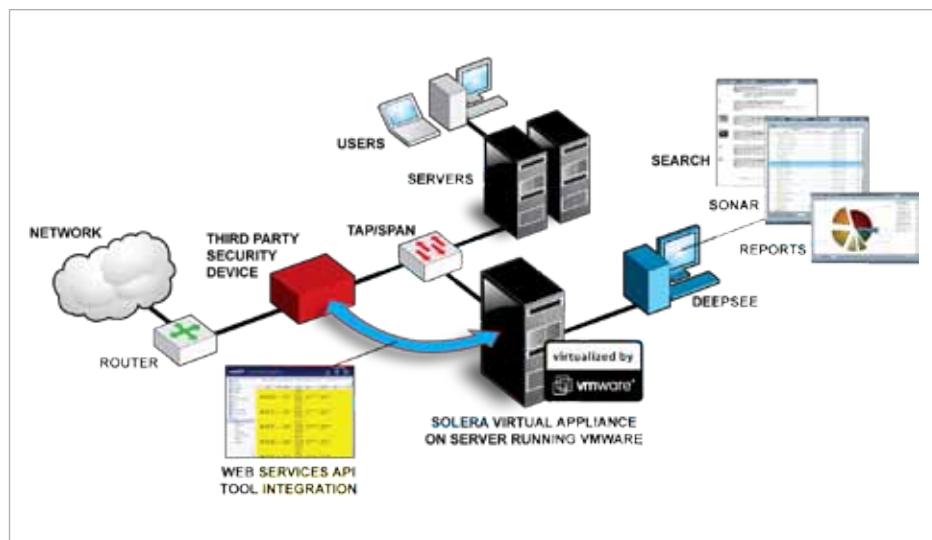 USERS
SERVERS
SEARCH
SONAR
REPORTS
NETWORK
THIRD PARTY
SECURITY
DEVICE
TAP/SPAN
DEEPSEE
ROUTER
virtualized by
vmware
SOLERA VIRTUAL APPLIANCE
ON SERVER RUNNING VMWARE
WEB SERVICES API
TOOL INTEGRATION